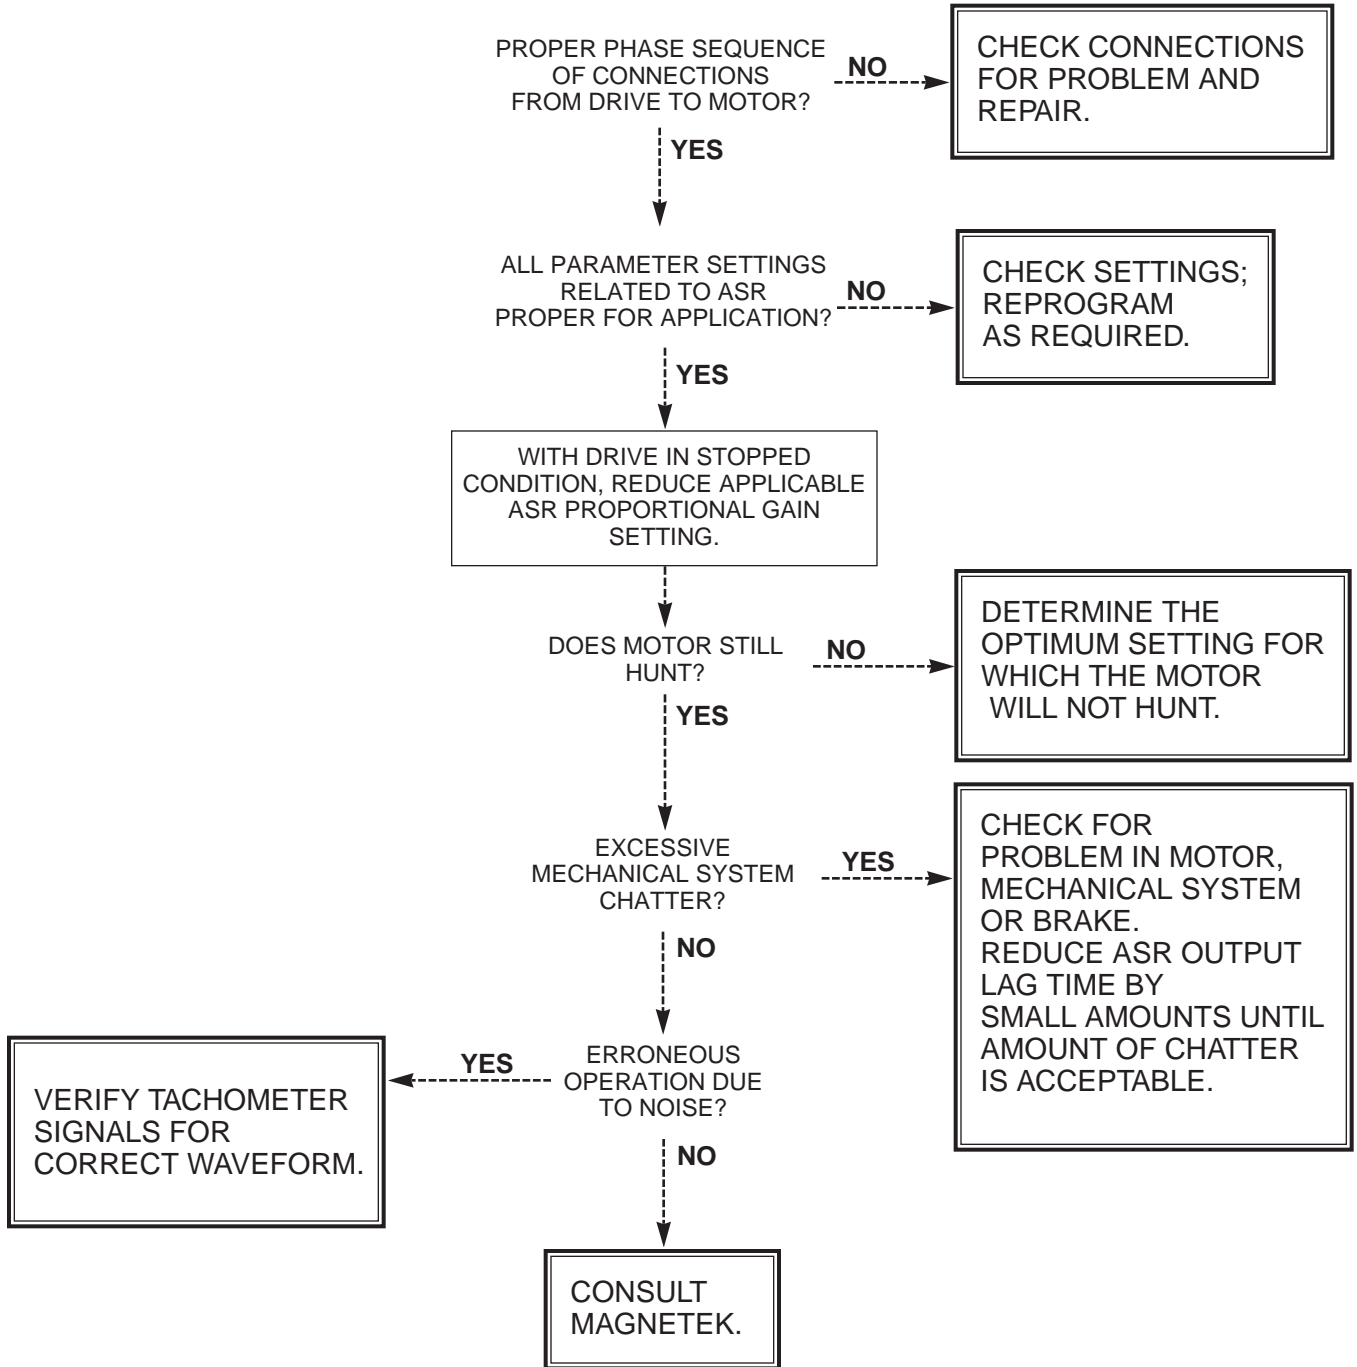 PROPER PHASE SEQUENCE
OF CONNECTIONS
FROM DRIVE TO MOTOR?
NO
CHECK CONNECTIONS
FOR PROBLEM AND
REPAIR.
YES
ALL PARAMETER SETTINGS
RELATED TO ASR
PROPER FOR APPLICATION?
NO
CHECK SETTINGS;
REPROGRAM
AS REQUIRED.
YES
WITH DRIVE IN STOPPED
CONDITION, REDUCE APPLICABLE
ASR PROPORTIONAL GAIN
SETTING.
DOES MOTOR STILL
HUNT?
NO
DETERMINE THE
OPTIMUM SETTING FOR
WHICH THE MOTOR
WILL NOT HUNT.
YES
EXCESSIVE
MECHANICAL SYSTEM
CHATTER?
YES
CHECK FOR
PROBLEM IN MOTOR,
MECHANICAL SYSTEM
OR BRAKE.
REDUCE ASR OUTPUT
LAG TIME BY
SMALL AMOUNTS UNTIL
AMOUNT OF CHATTER
IS ACCEPTABLE.
NO
ERRONEOUS
OPERATION DUE
TO NOISE?
YES
VERIFY TACHOMETER
SIGNALS FOR
CORRECT WAVEFORM.
NO
CONSULT
MAGNETEK.